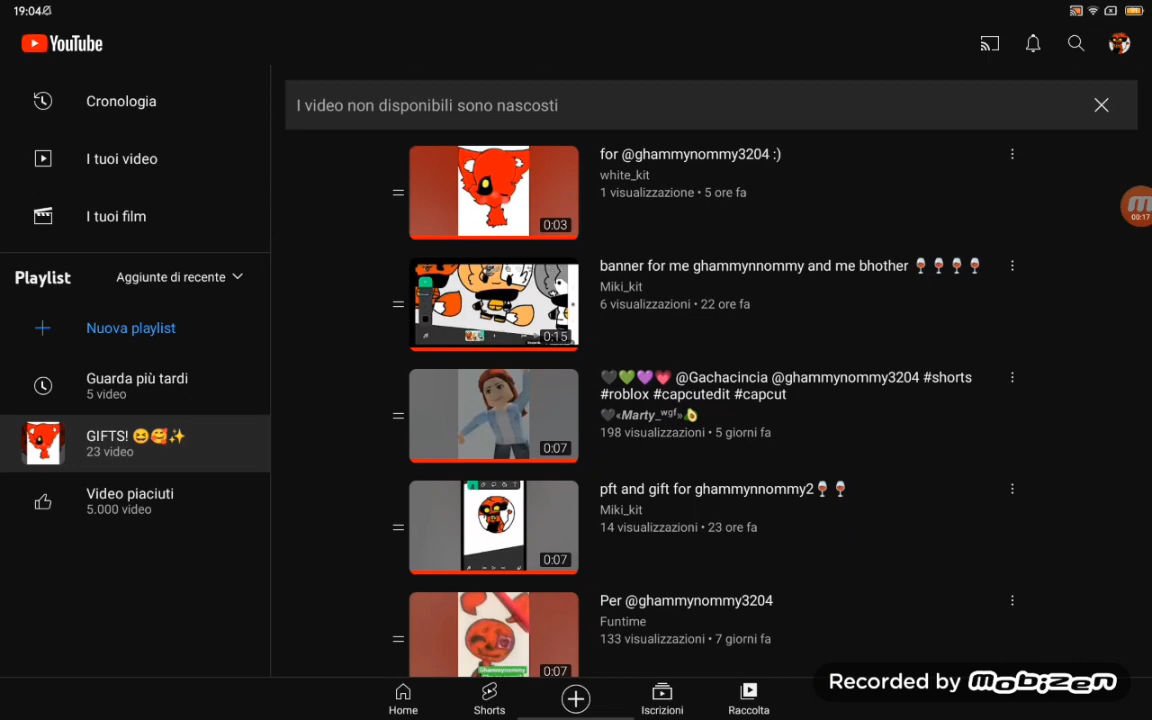 19:04
YouTube
Cronologia
I tuoi video
I tuoi film
Playlist
Aggiunte di recente
Nuova playlist
Guarda più tardi
5 video
GIFTS! 😆🥰✨
23 video
Video piaciuti
5.000 video
I video non disponibili sono nascosti
for @ghammynommy3204 :)
white_kit
1 visualizzazione • 5 ore fa
0:03
banner for me ghammynnommy and me bhother 🍷🍷🍷🍷
Miki_kit
6 visualizzazioni • 22 ore fa
0:15
🖤💚💜💗 @Gachacincia @ghammynommy3204 #shorts
#roblox #capcutedit #capcut
🖤«Marty_ʷᵍᶠ»🥑
198 visualizzazioni • 5 giorni fa
0:07
pft and gift for ghammynnommy2🍷🍷
Miki_kit
14 visualizzazioni • 23 ore fa
0:07
Per @ghammynommy3204
Funtime
133 visualizzazioni • 7 giorni fa
0:07
00:17
Home
Shorts
Iscrizioni
Raccolta
Recorded by mobizen